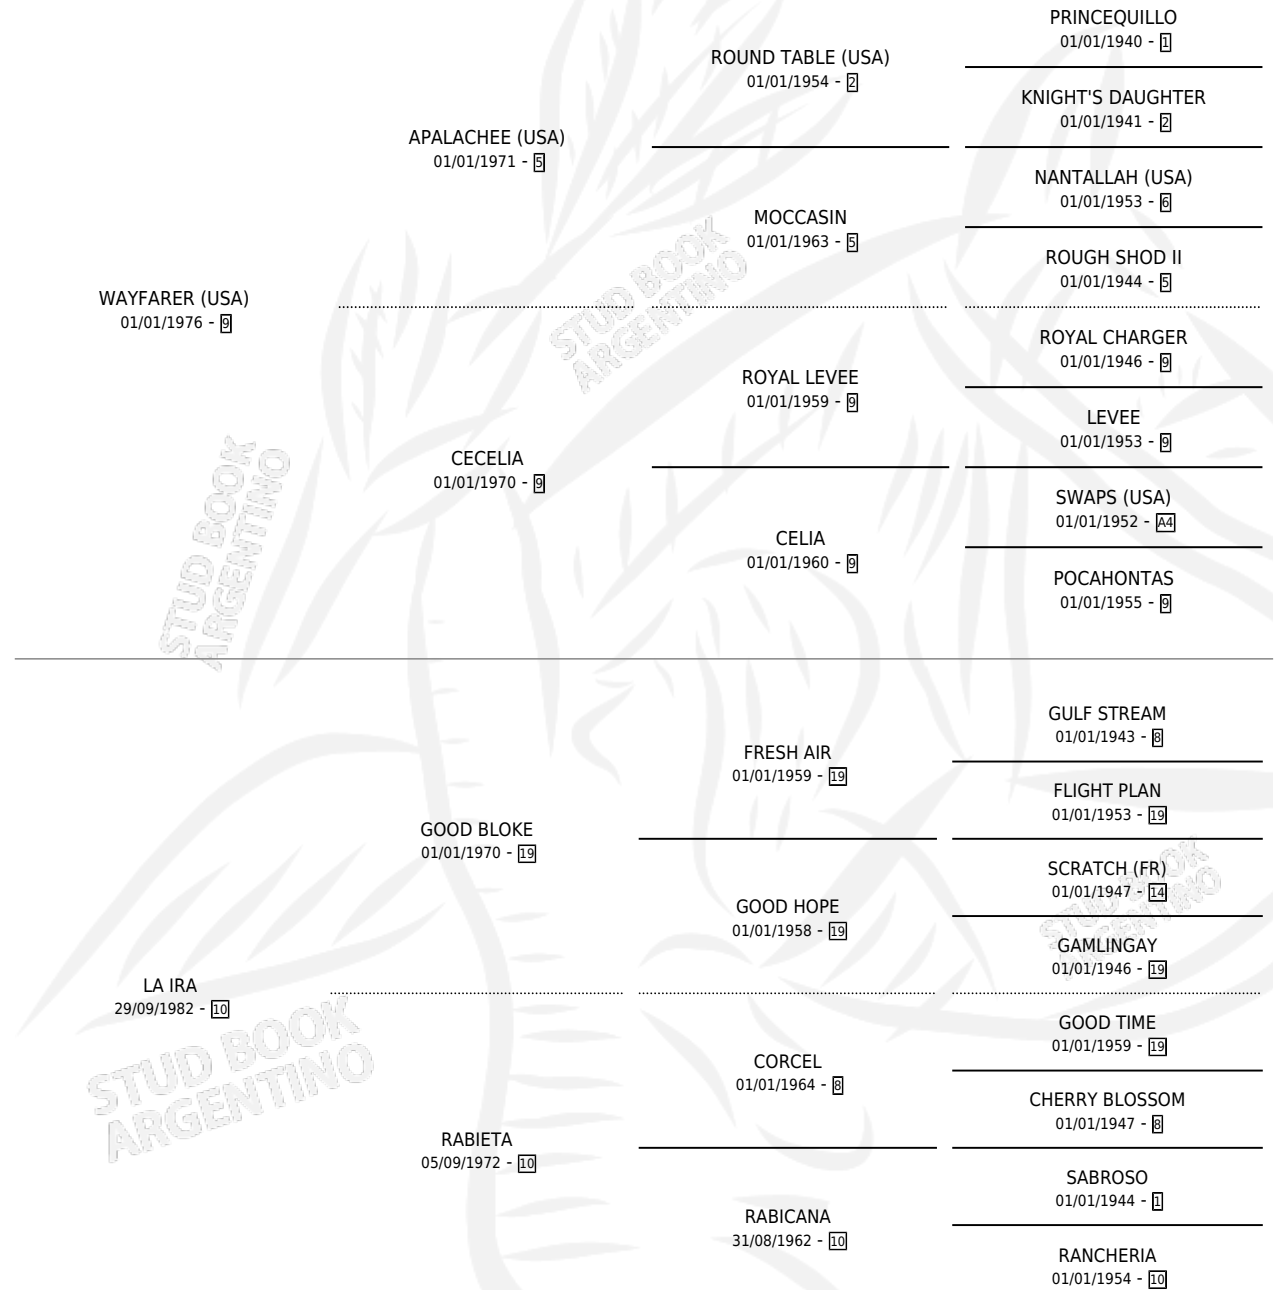 PRINCEQUILLO
01/01/1940 - 1
ROUND TABLE (USA)
01/01/1954 - 2
KNIGHT'S DAUGHTER
01/01/1941 - 2
APALACHEE (USA)
01/01/1971 - 5
NANTALLAH (USA)
01/01/1953 - 6
MOCCASIN
01/01/1963 - 5
ROUGH SHOD II
01/01/1944 - 5
WAYFARER (USA)
01/01/1976 - 9
ROYAL CHARGER
01/01/1946 - 9
ROYAL LEVEE
01/01/1959 - 9
LEVEE
01/01/1953 - 9
CECELIA
01/01/1970 - 9
SWAPS (USA)
01/01/1952 - A4
CELIA
01/01/1960 - 9
POCAHONTAS
01/01/1955 - 9
GULF STREAM
01/01/1943 - 8
FRESH AIR
01/01/1959 - 19
FLIGHT PLAN
01/01/1953 - 19
GOOD BLOKE
01/01/1970 - 19
SCRATCH (FR)
01/01/1947 - 14
GOOD HOPE
01/01/1958 - 19
GAMLINGAY
01/01/1946 - 19
LA IRA
29/09/1982 - 10
GOOD TIME
01/01/1959 - 19
CORCEL
01/01/1964 - 8
CHERRY BLOSSOM
01/01/1947 - 8
RABIETA
05/09/1972 - 10
SABROSO
01/01/1944 - 1
RABICANA
31/08/1962 - 10
RANCHERIA
01/01/1954 - 10
STUD BOOK
ARGENTINO
STUD BOOK
ARGENTINO
STUD BOOK
ARGENTINO
STUD BOOK
ARGENTINO